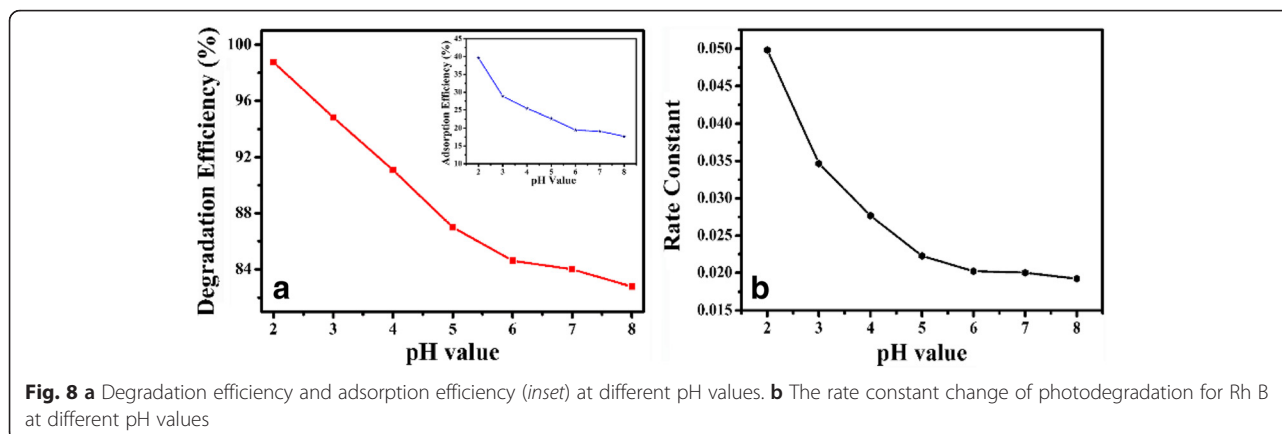 100
96
92
88
84
Degradation Efficiency (%)
a
2 3 4 5 6 7 8
pH value
45
40
35
30
25
20
15
10
Adsorption Efficiency (%)
2 3 4 5 6 7 8
pH Value
0.050
0.045
0.040
0.035
0.030
0.025
0.020
0.015
Rate Constant
b
2 3 4 5 6 7 8
pH value
Fig. 8 a Degradation efficiency and adsorption efficiency (inset) at different pH values. b The rate constant change of photodegradation for Rh B
at different pH values